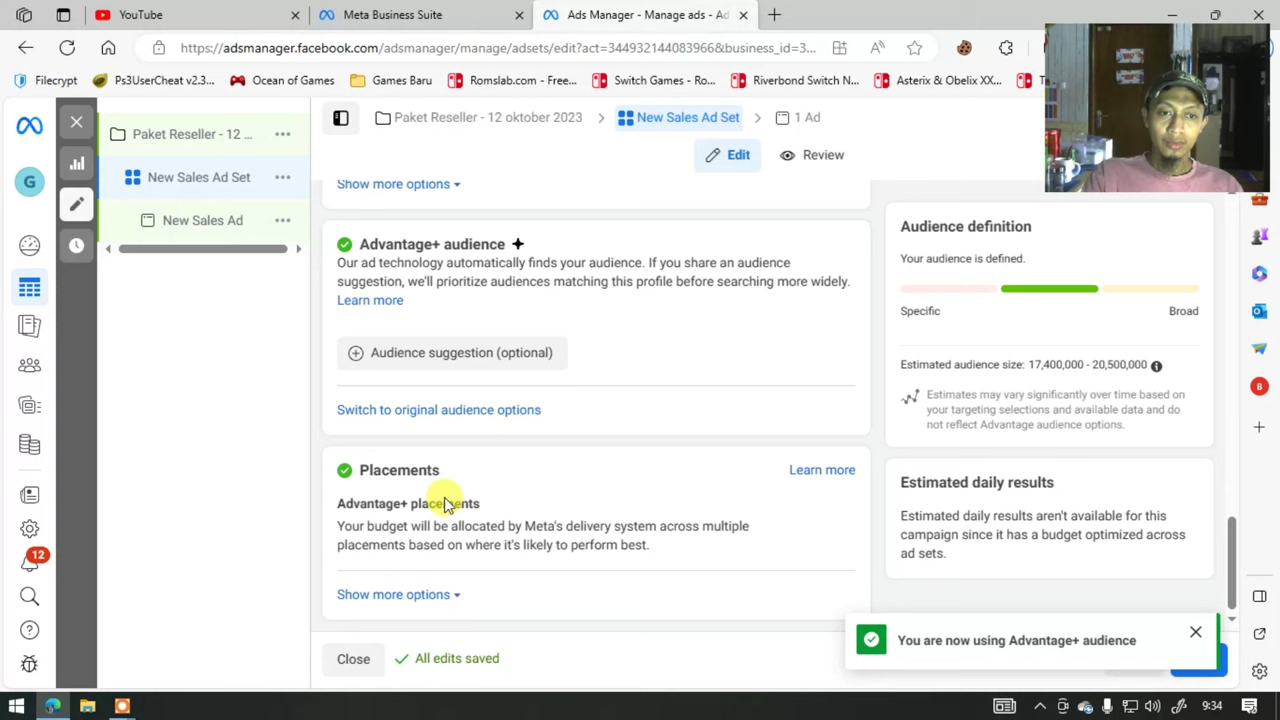 YouTube
Meta Business Suite
Ads Manager - Manage ads - Ad
https://adsmanager.facebook.com/adsmanager/manage/adsets/edit?act=344932144083966&business_id=3...
Filecrypt
Ps3UserCheat v2.3...
Ocean of Games
Games Baru
Romslab.com - Free...
Switch Games - Ro...
Riverbond Switch N...
Asterix & Obelix XX...
Paket Reseller - 12 ...
New Sales Ad Set
New Sales Ad
G
12
Paket Reseller - 12 oktober 2023
New Sales Ad Set
1 Ad
Edit
Review
Show more options
Advantage+ audience
Our ad technology automatically finds your audience. If you share an audience
suggestion, we'll prioritize audiences matching this profile before searching more widely.
Learn more
Audience suggestion (optional)
Switch to original audience options
Placements
Learn more
Advantage+ placements
Your budget will be allocated by Meta's delivery system across multiple
placements based on where it's likely to perform best.
Show more options
Close
All edits saved
Audience definition
Your audience is defined.
Specific
Broad
Estimated audience size: 17,400,000 - 20,500,000
Estimates may vary significantly over time based on
your targeting selections and available data and do
not reflect Advantage audience options.
Estimated daily results
Estimated daily results aren't available for this
campaign since it has a budget optimized across
ad sets.
You are now using Advantage+ audience
B
9:34